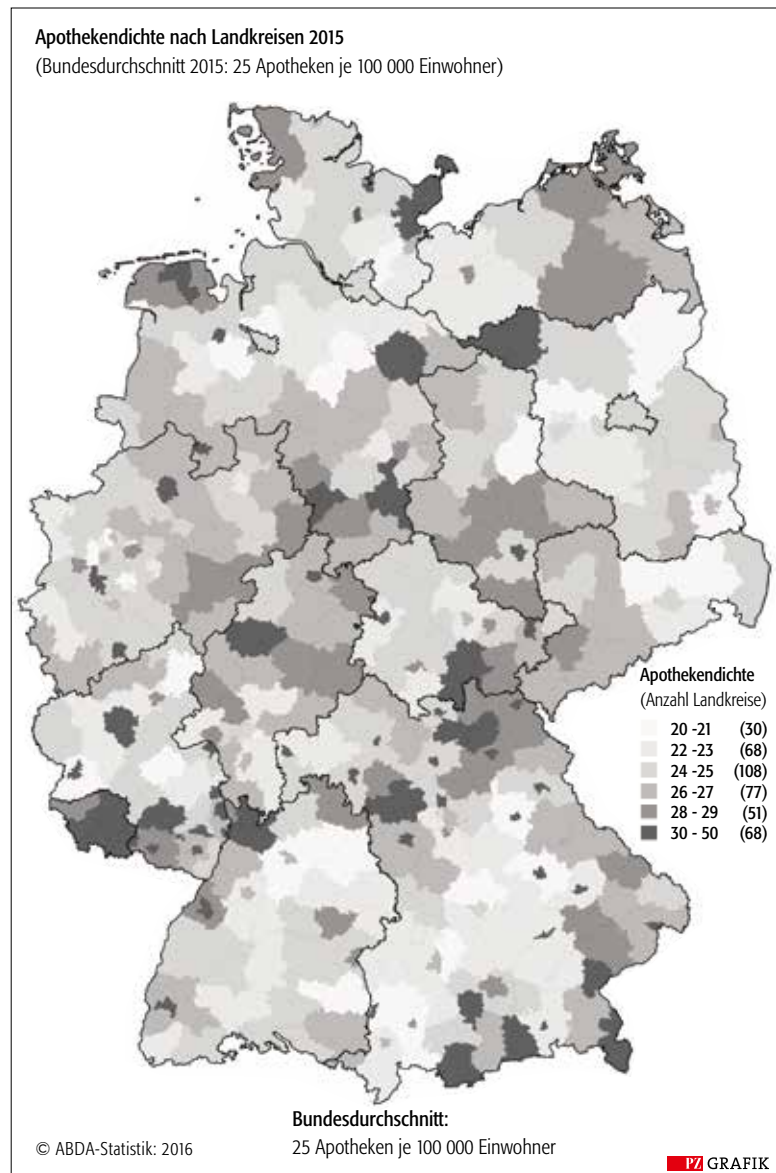 Apothekendichte nach Landkreisen 2015
(Bundesdurchschnitt 2015: 25 Apotheken je 100 000 Einwohner)
Apothekendichte
(Anzahl Landkreise)
20 -21 (30)
22 -23 (68)
24 -25 (108)
26 -27 (77)
28 - 29 (51)
30 - 50 (68)
Bundesdurchschnitt:
© ABDA-Statistik: 2016 25 Apotheken je 100 000 Einwohner
PZ GRAFIK